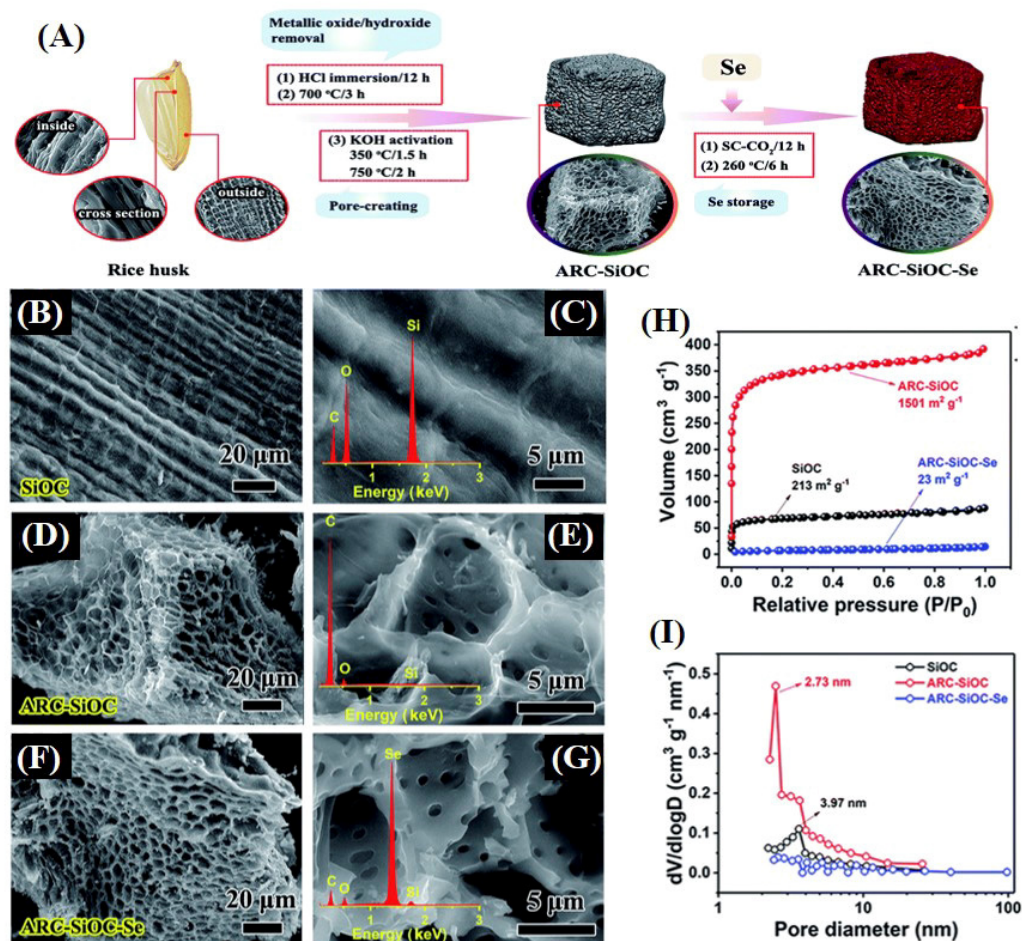 (A)
Metallic oxide/hydroxide
removal
(1) HCl immersion/12 h
(2) 700 °C/3 h
(3) KOH activation
350 °C/1.5 h
750 °C/2 h
Pore-creating
inside
cross section
outside
Rice husk
ARC-SiOC
Se
(1) SC-CO2/12 h
(2) 260 °C/6 h
Se storage
ARC-SiOC-Se
(B)
20 μm
SiOC
(C)
Si
O
C
1 2 3
Energy (keV)
5 μm
(D)
20 μm
ARC-SiOC
(E)
C
O
Si
1 2 3
Energy (keV)
5 μm
(F)
20 μm
ARC-SiOC-Se
(G)
Se
C
O
Si
1 2 3
Energy (keV)
5 μm
(H)
Volume (cm3 g-1)
400
350
300
250
200
150
100
50
0
ARC-SiOC
1501 m2 g-1
SiOC
213 m2 g-1
ARC-SiOC-Se
23 m2 g-1
0.0 0.2 0.4 0.6 0.8 1.0
Relative pressure (P/P0)
(I)
dV/dlogD (cm3 g-1 nm-1)
0.5
0.4
0.3
0.2
0.1
0.0
2.73 nm
3.97 nm
SiOC
ARC-SiOC
ARC-SiOC-Se
1 10 100
Pore diameter (nm)